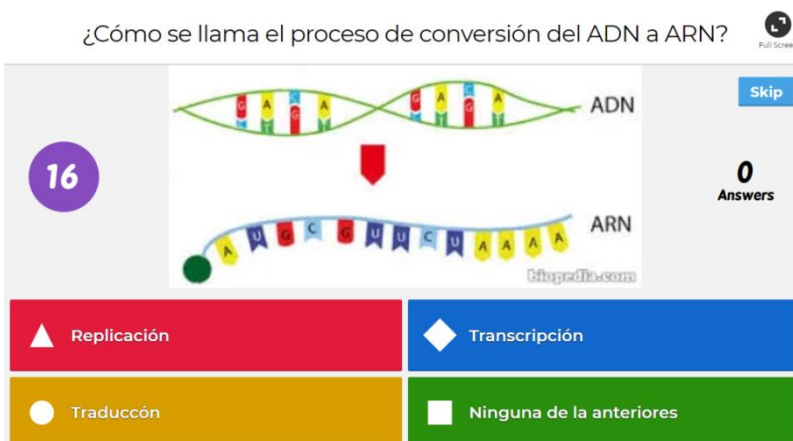 ¿Cómo se llama el proceso de conversión del ADN a ARN?
Full Scree
Skip
16
0
Answers
G A C A G A C A ADN
G G
A U G C G U U C U A A A A ARN
biopedia.com
Replicación
Transcripción
Traduccón
Ninguna de la anteriores